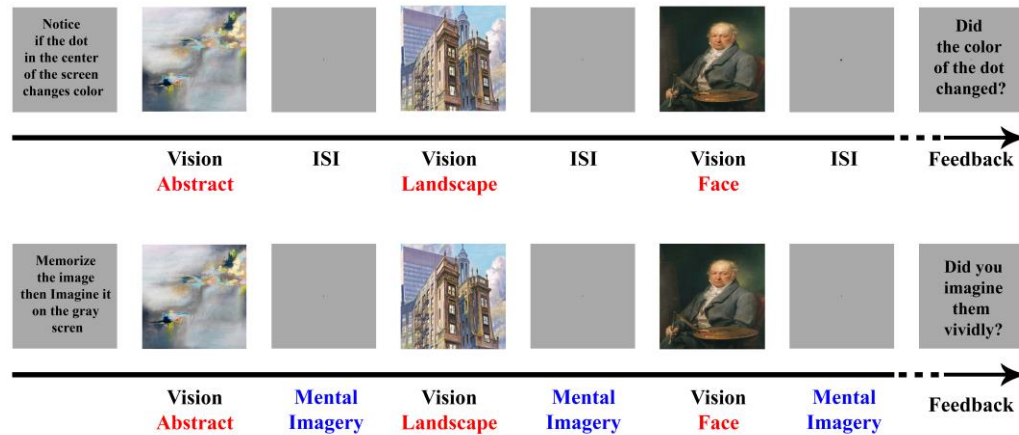 Notice
if the dot
in the center
of the screen
changes color
Did
the color
of the dot
changed?
Vision
Abstract
ISI
Vision
Landscape
ISI
Vision
Face
ISI
Feedback
Memorize
the image
then Imagine it
on the gray
scren
Did you
imagine
them
vividly?
Vision
Abstract
Mental
Imagery
Vision
Landscape
Mental
Imagery
Vision
Face
Mental
Imagery
Feedback